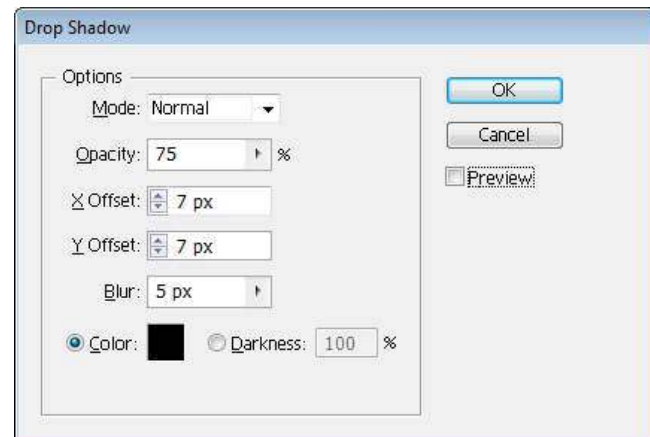 Drop Shadow
Options
Mode: Normal
Opacity: 75 %
X Offset: 7 px
Y Offset: 7 px
Blur: 5 px
Color: Darkness: 100 %
OK
Cancel
Preview